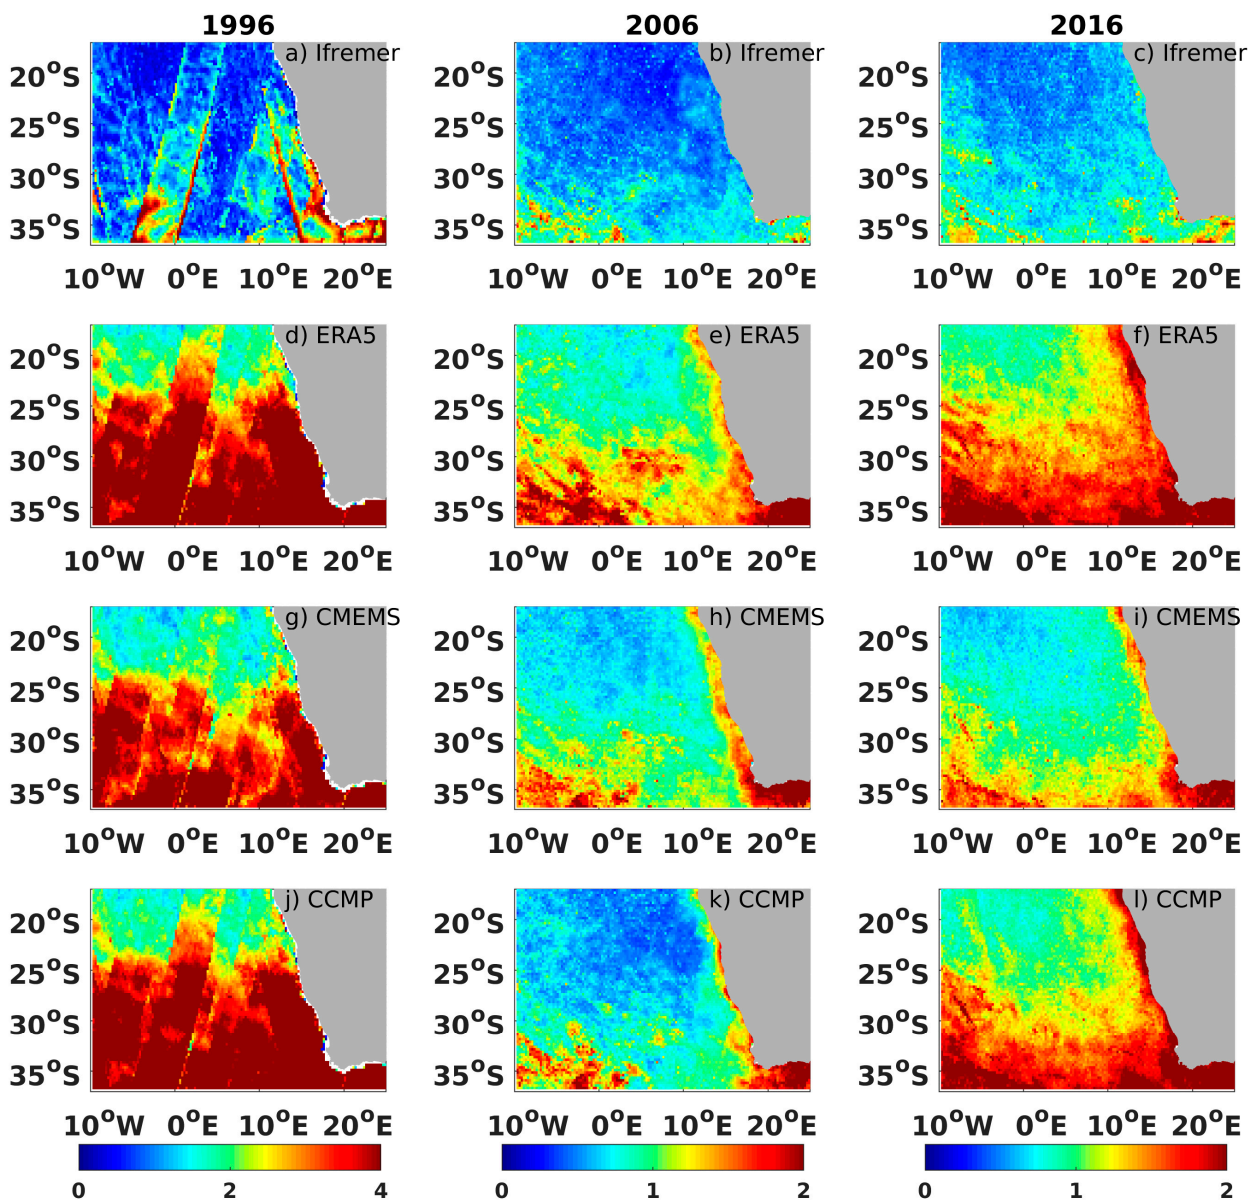 1996 2006 2016
a) Ifremer b) Ifremer c) Ifremer
20°S 20°S 20°S
25°S 25°S 25°S
30°S 30°S 30°S
35°S 35°S 35°S
10°W 0°E 10°E 20°E 10°W 0°E 10°E 20°E 10°W 0°E 10°E 20°E
d) ERA5 e) ERA5 f) ERA5
20°S 20°S 20°S
25°S 25°S 25°S
30°S 30°S 30°S
35°S 35°S 35°S
10°W 0°E 10°E 20°E 10°W 0°E 10°E 20°E 10°W 0°E 10°E 20°E
g) CMEMS h) CMEMS i) CMEMS
20°S 20°S 20°S
25°S 25°S 25°S
30°S 30°S 30°S
35°S 35°S 35°S
10°W 0°E 10°E 20°E 10°W 0°E 10°E 20°E 10°W 0°E 10°E 20°E
j) CCMP k) CCMP l) CCMP
20°S 20°S 20°S
25°S 25°S 25°S
30°S 30°S 30°S
35°S 35°S 35°S
10°W 0°E 10°E 20°E 10°W 0°E 10°E 20°E 10°W 0°E 10°E 20°E
0 2 4 0 1 2 0 1 2